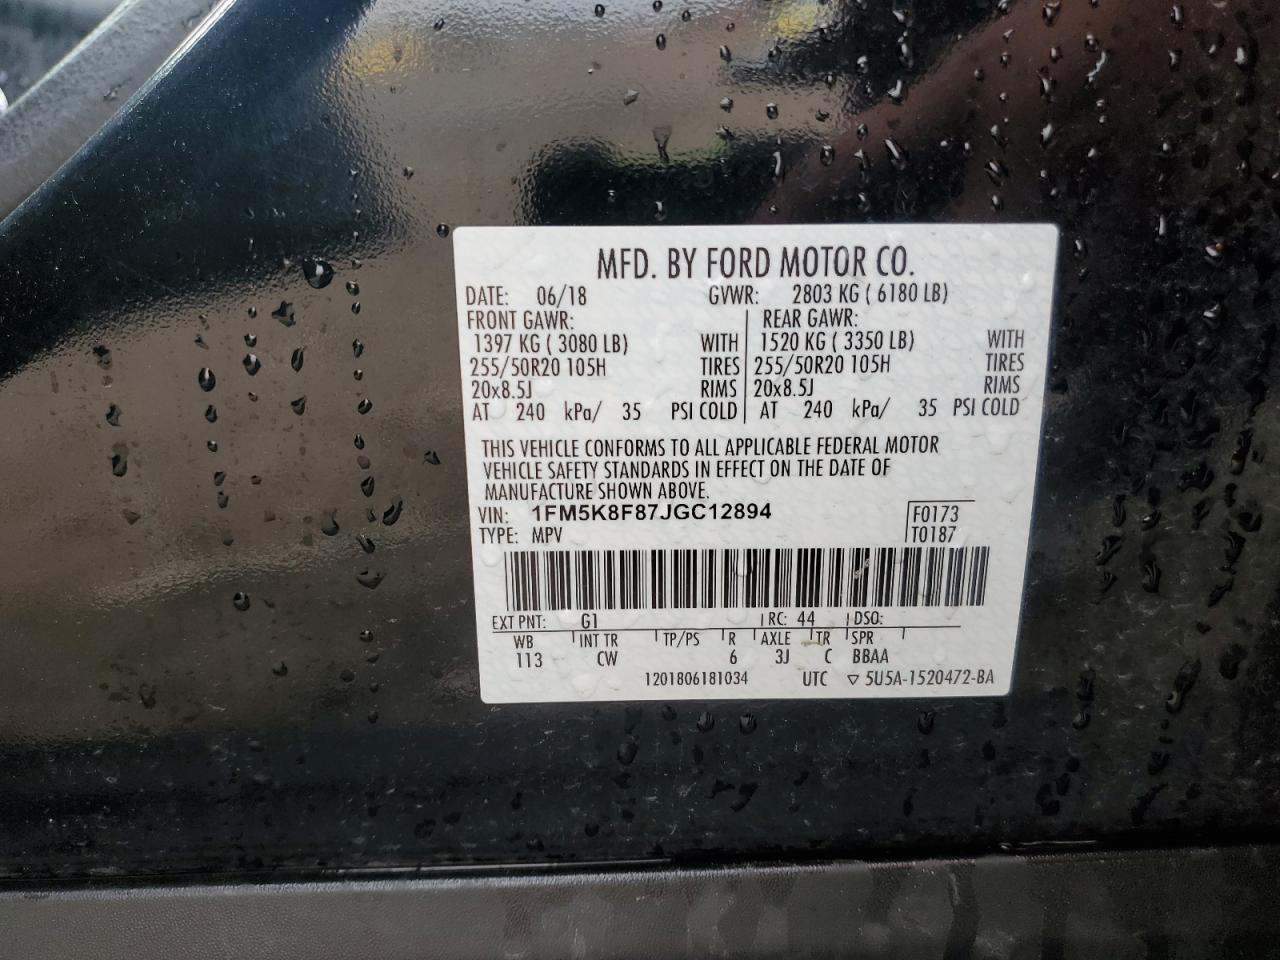 MFD. BY FORD MOTOR CO.
DATE: 06/18 GVWR: 2803 KG ( 6180 LB)
FRONT GAWR: REAR GAWR:
1397 KG ( 3080 LB) WITH 1520 KG ( 3350 LB) WITH
255/50R20 105H TIRES 255/50R20 105H TIRES
20x8.5J RIMS 20x8.5J RIMS
AT 240 kPa/ 35 PSI COLD AT 240 kPa/ 35 PSI COLD
THIS VEHICLE CONFORMS TO ALL APPLICABLE FEDERAL MOTOR
VEHICLE SAFETY STANDARDS IN EFFECT ON THE DATE OF
MANUFACTURE SHOWN ABOVE.
VIN: 1FM5K8F87JGC12894 F0173
TYPE: MPV T0187
EXT PNT: G1 RC: 44 DSO:
WB INT TR TP/PS R AXLE TR SPR
113 CW 6 3J C BBAA
1201806181034 UTC ▽ 5U5A-1520472-BA